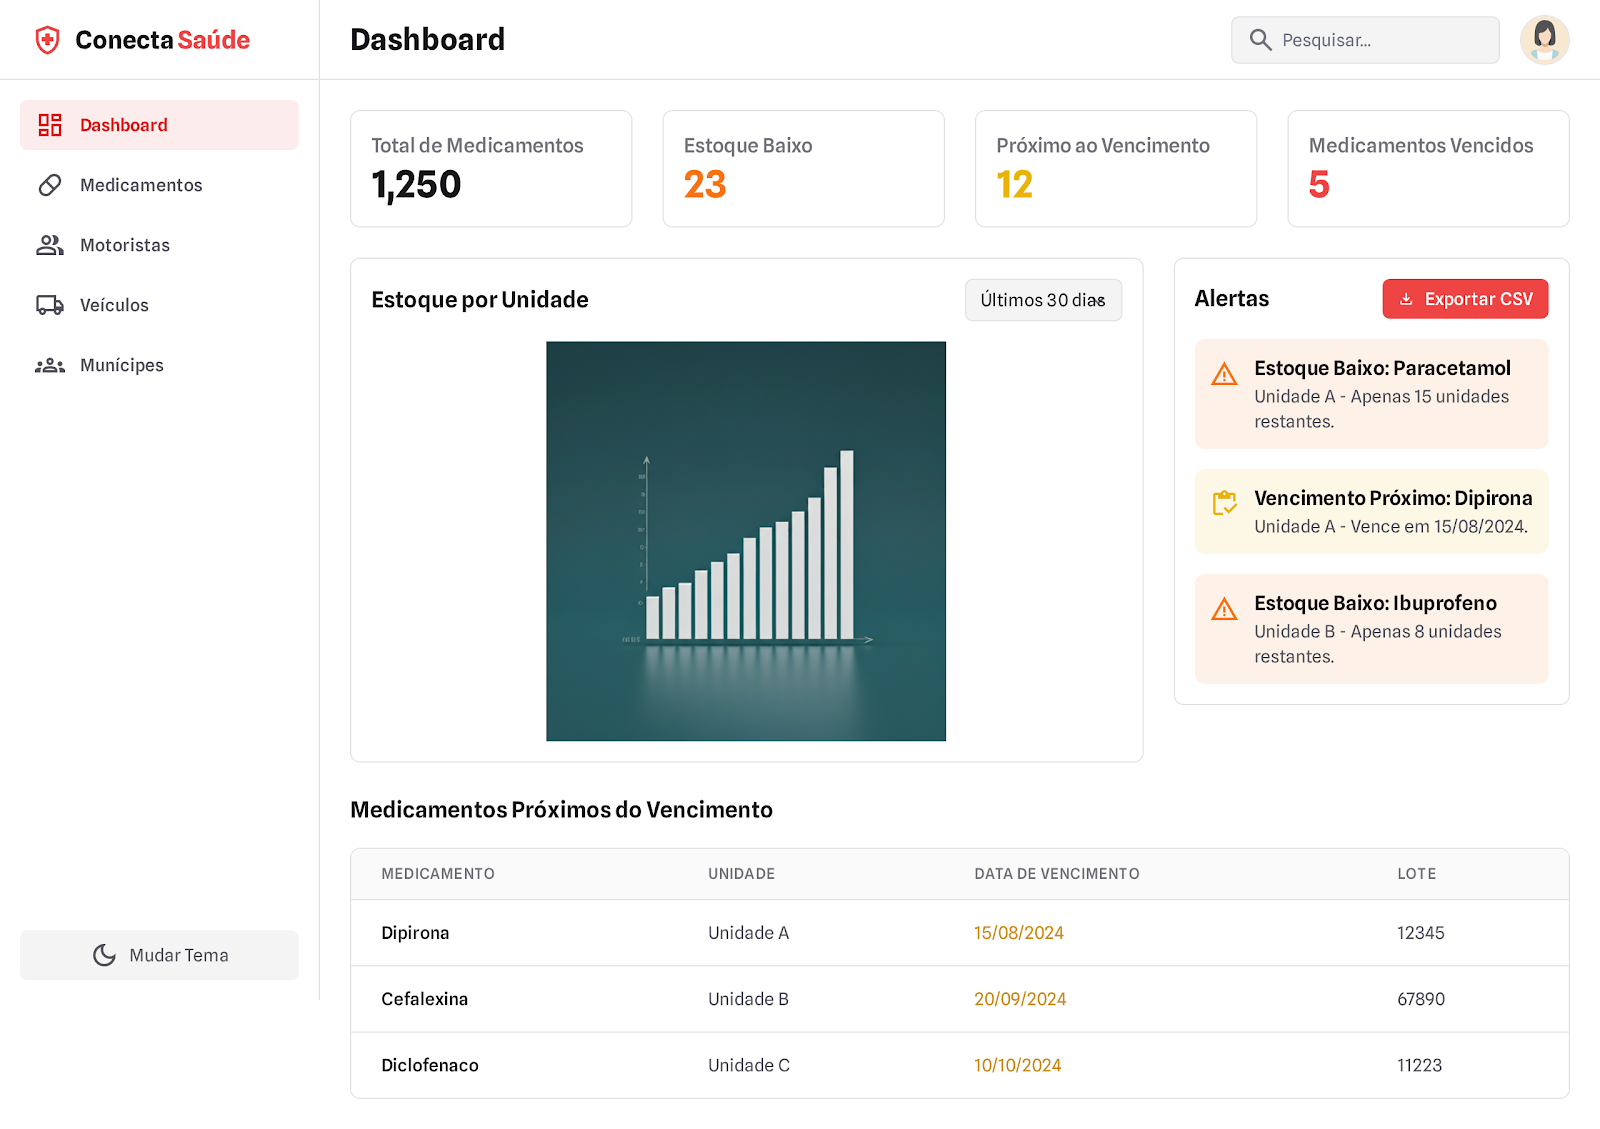 Conecta Saúde
Dashboard
Pesquisar...
Dashboard
Medicamentos
Motoristas
Veículos
Munícipes
Mudar Tema
Total de Medicamentos
1,250
Estoque Baixo
23
Próximo ao Vencimento
12
Medicamentos Vencidos
5
Estoque por Unidade
Últimos 30 dias
Alertas
Exportar CSV
Estoque Baixo: Paracetamol
Unidade A - Apenas 15 unidades
restantes.
Vencimento Próximo: Dipirona
Unidade A - Vence em 15/08/2024.
Estoque Baixo: Ibuprofeno
Unidade B - Apenas 8 unidades
restantes.
Medicamentos Próximos do Vencimento
MEDICAMENTO UNIDADE DATA DE VENCIMENTO LOTE
Dipirona Unidade A 15/08/2024 12345
Cefalexina Unidade B 20/09/2024 67890
Diclofenaco Unidade C 10/10/2024 11223